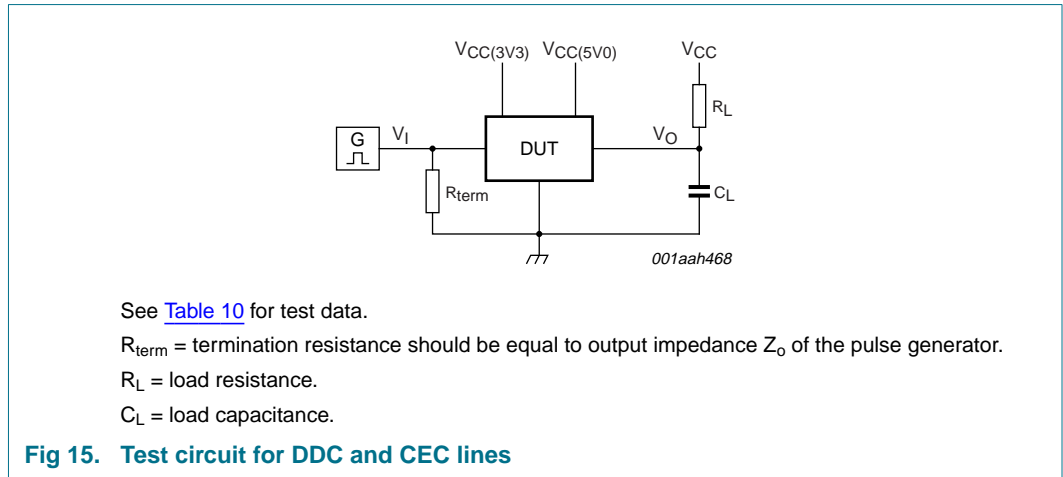 VCC(3V3) VCC(5V0) VCC
RL
G VI DUT VO
Rterm CL
001aah468
See Table 10 for test data.
Rterm = termination resistance should be equal to output impedance Zo of the pulse generator.
RL = load resistance.
CL = load capacitance.
Fig 15. Test circuit for DDC and CEC lines